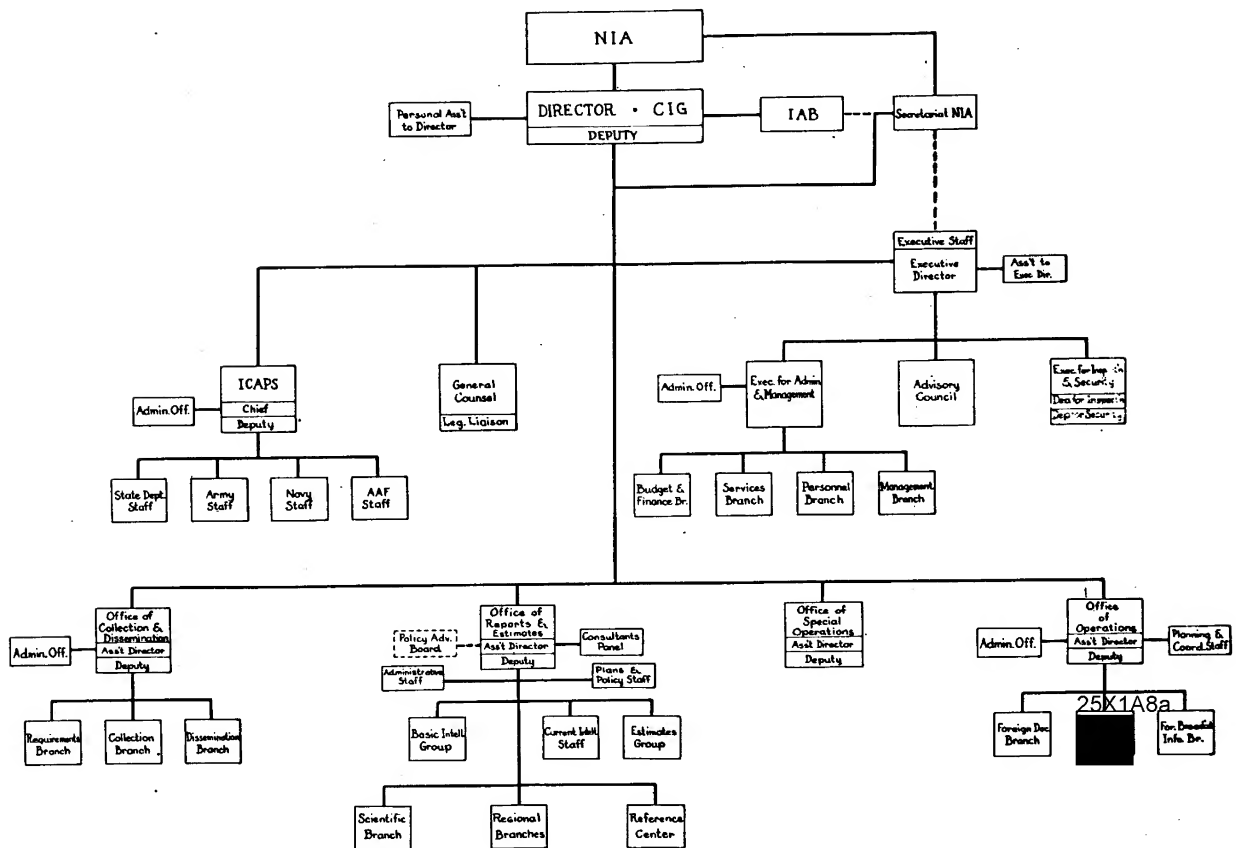 NIA
Personal Ass't
to Director
DIRECTOR · CIG
DEPUTY
IAB
Secretariat NIA
Executive Staff
Executive
Director
Ass't to
Exec Dir.
ICAPS
Chief
Deputy
Admin. Off.
General
Counsel
Leg. Liaison
Admin. Off.
Exec. for Admin
& Management
Advisory
Council
Exec. for
& Security
State Dept.
Staff
Army
Staff
Navy
Staff
AAF
Staff
Budget &
Finance Br.
Services
Branch
Personnel
Branch
Management
Branch
Office of
Collection &
Dissemination
Ass't Director
Deputy
Admin. Off.
Policy Adv.
Board
Office of
Reports &
Estimates
Ass't Director
Deputy
Consultants
Panel
Administrative
Staff
Plans &
Policy Staff
Office of
Special
Operations
Ass't Director
Deputy
Admin. Off.
Office
of
Operations
Ass't Director
Deputy
Planning &
Coord. Staff
Requirements
Branch
Collection
Branch
Dissemination
Branch
Basic Intell.
Group
Current Intell.
Staff
Estimates
Group
Foreign Doc.
Branch
25X1A8a
For. Broadcst
Info. Br.
Scientific
Branch
Regional
Branches
Reference
Center